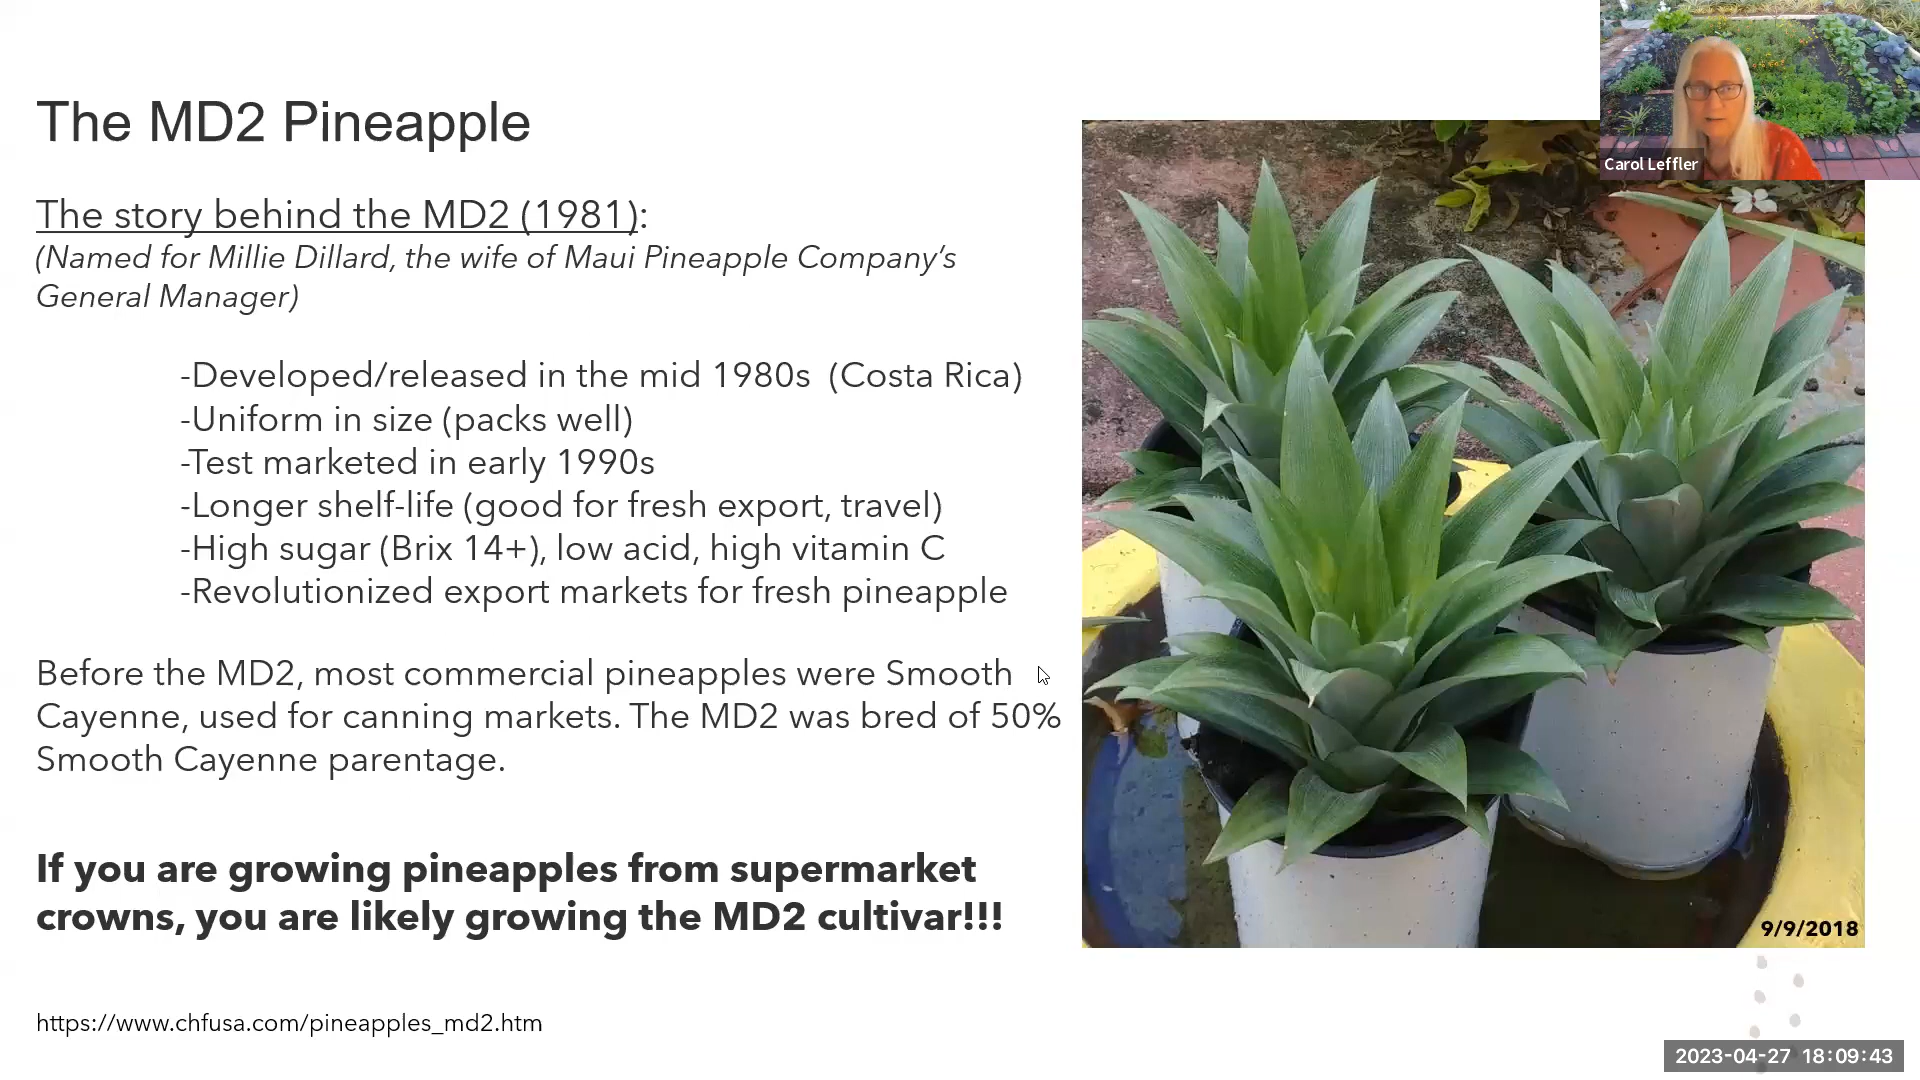 Carol Leffler
The MD2 Pineapple
The story behind the MD2 (1981):
(Named for Millie Dillard, the wife of Maui Pineapple Company’s
General Manager)
-Developed/released in the mid 1980s (Costa Rica)
-Uniform in size (packs well)
-Test marketed in early 1990s
-Longer shelf-life (good for fresh export, travel)
-High sugar (Brix 14+), low acid, high vitamin C
-Revolutionized export markets for fresh pineapple
Before the MD2, most commercial pineapples were Smooth
Cayenne, used for canning markets. The MD2 was bred of 50%
Smooth Cayenne parentage.
If you are growing pineapples from supermarket
crowns, you are likely growing the MD2 cultivar!!!
9/9/2018
https://www.chfusa.com/pineapples_md2.htm
2023-04-27 18:09:43